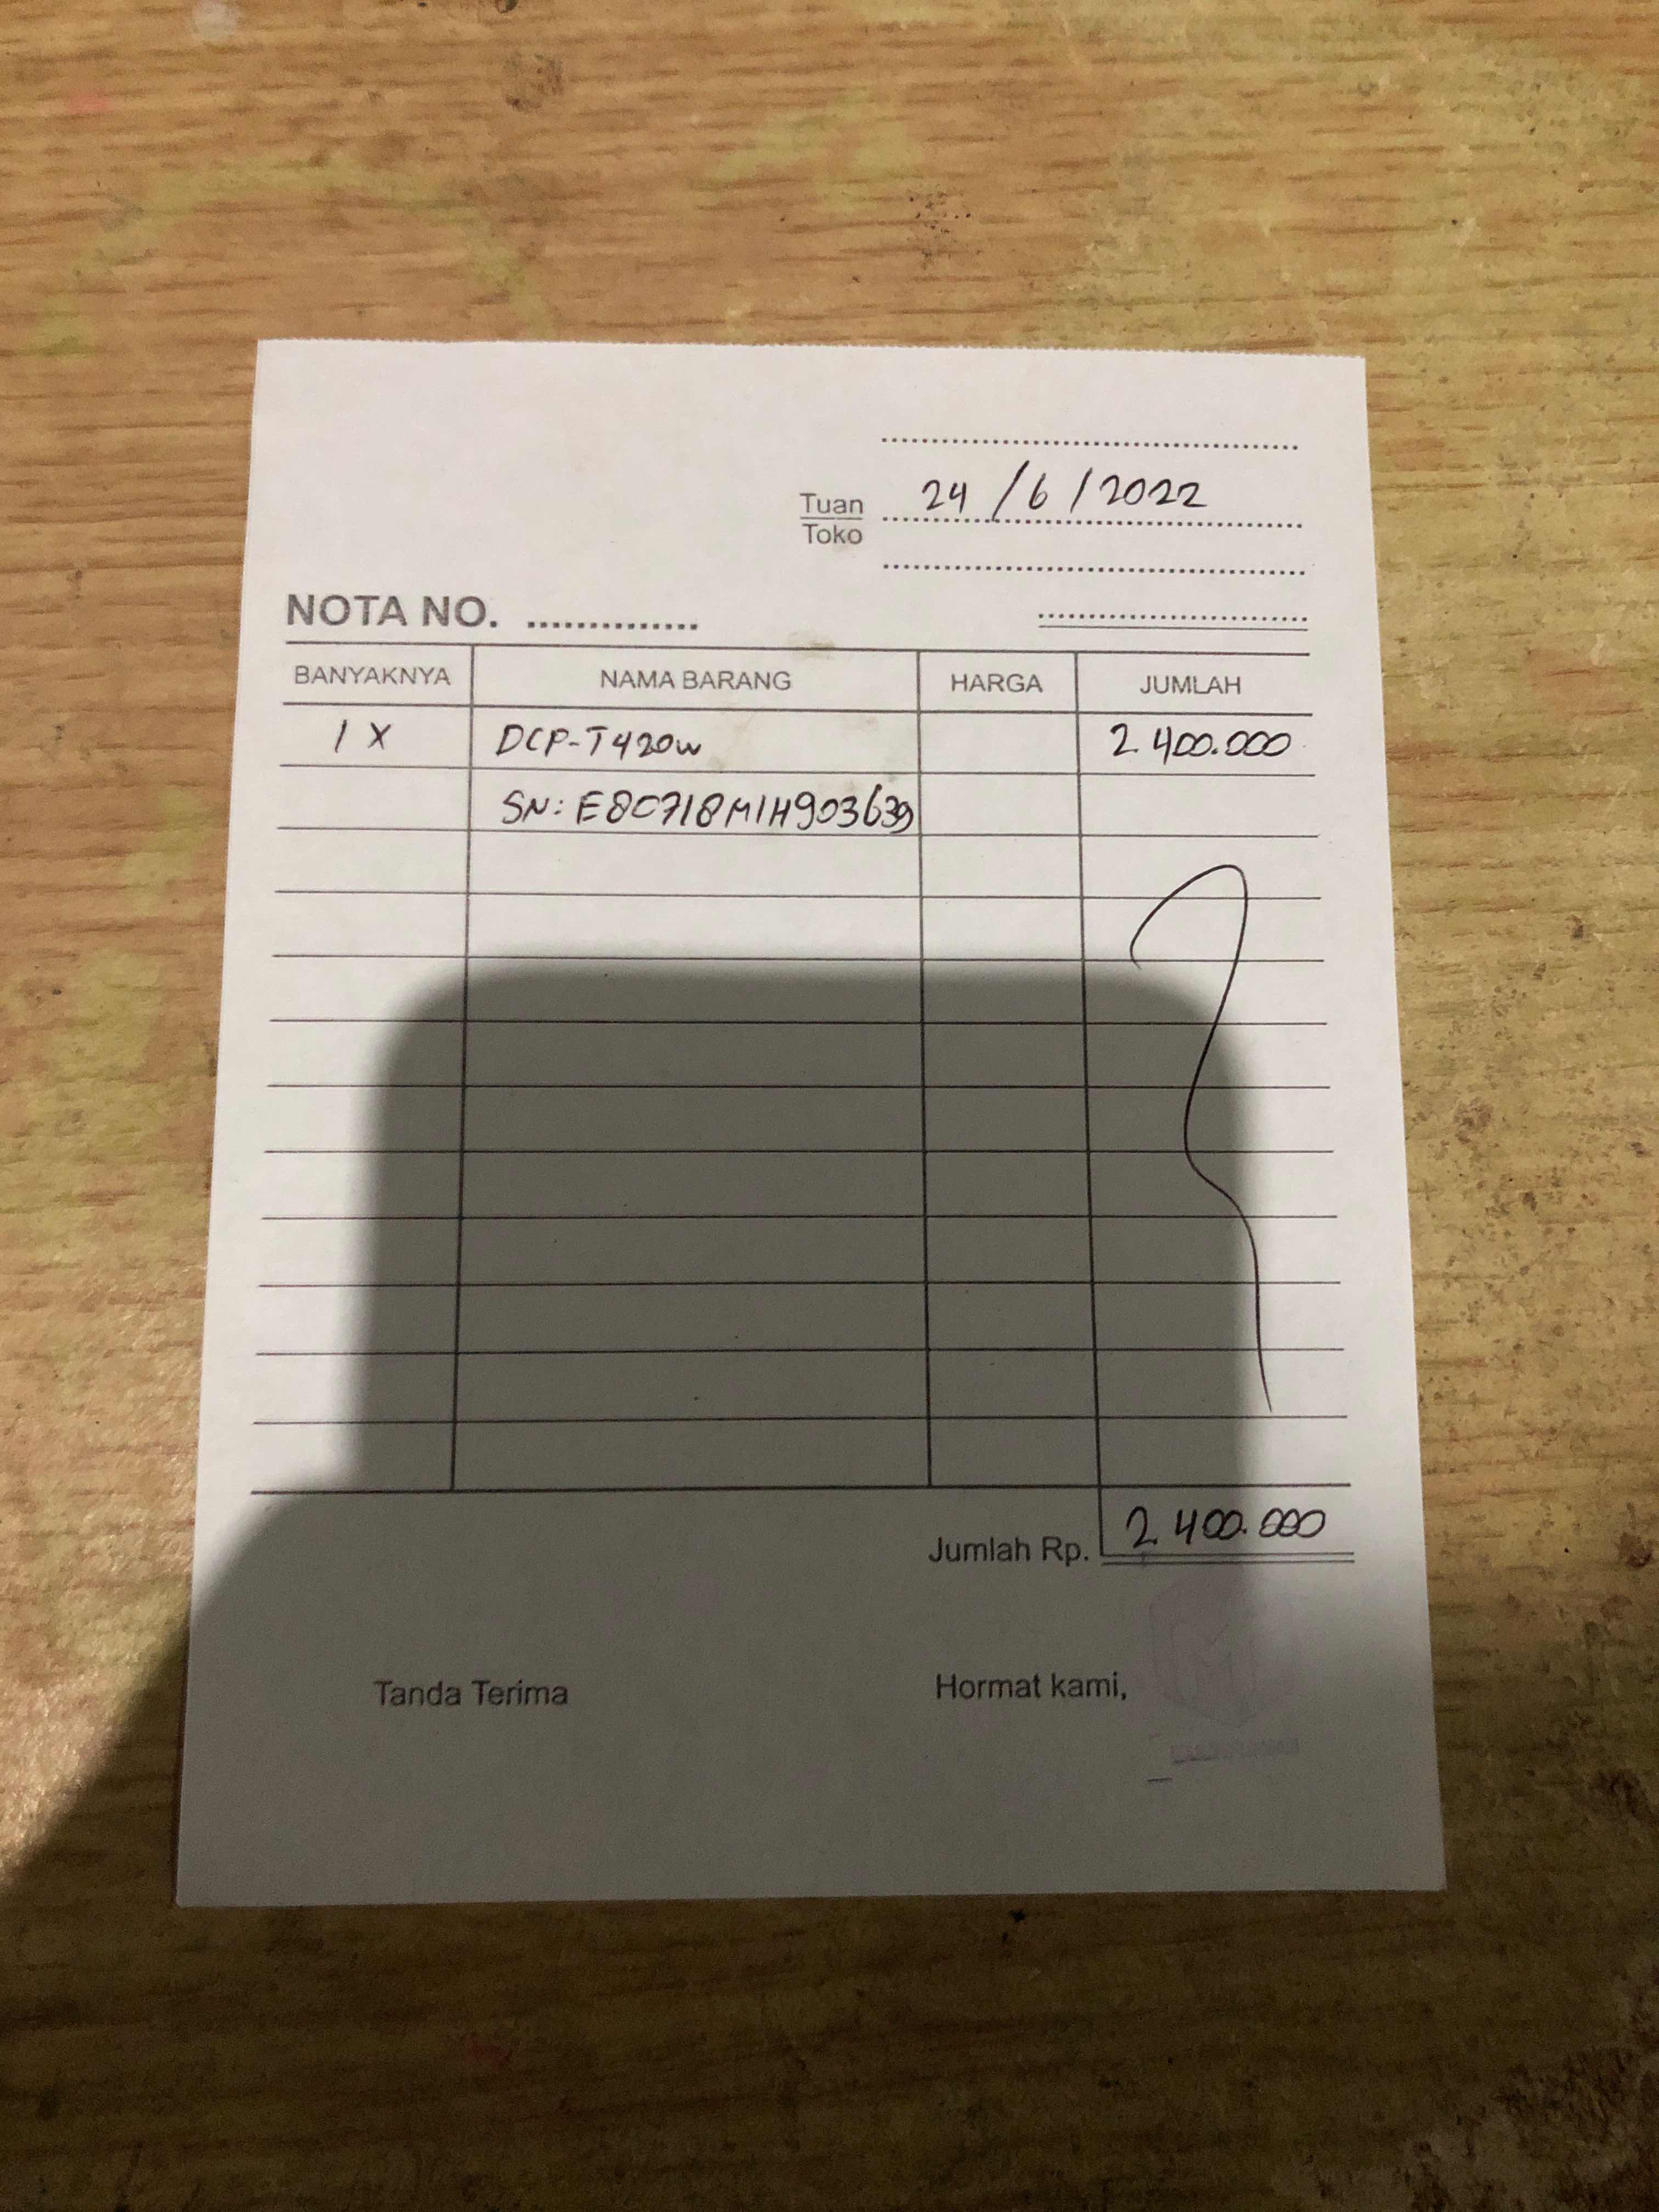 24/6/2022
Tuan
Toko
NOTA NO. ..............
BANYAKNYA NAMA BARANG HARGA JUMLAH
1 X DCP-T420W 2.400.000
SN: E80718M1H903639
Jumlah Rp. 2.400.000
Tanda Terima Hormat kami,